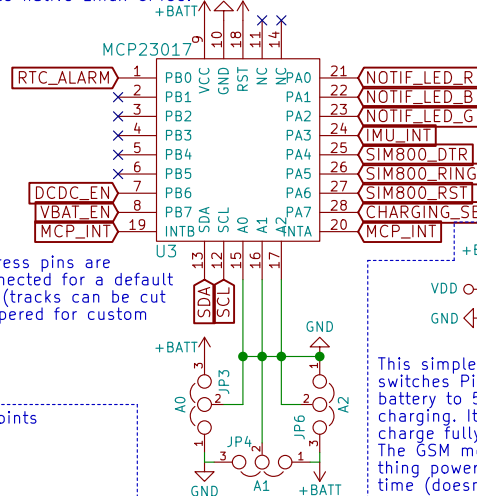 +BATT
MCP23017
9
10
18
11
14
VCC
GND
RST
NC
NC
RTC_ALARM 1 PB0 PA0 21 NOTIF_LED_R
2 PB1 PA1 22 NOTIF_LED_B
3 PB2 PA2 23 NOTIF_LED_G
4 PB3 PA3 24 IMU_INT
5 PB4 PA4 25 SIM800_DTR
6 PB5 PA5 26 SIM800_RING
DCDC_EN 7 PB6 PA6 27 SIM800_RST
VBAT_EN 8 PB7 PA7 28 CHARGING_SE
MCP_INT 19 INTB INTA 20 MCP_INT
SDA
SCL
A0
A1
A2
U3
13
12
15
16
17
SDA
SCL
ress pins are
nected for a default
(tracks can be cut
pered for custom
VDD
GND
+BATT
GND
3
JP3
A0
2
1
1
A2
2
JP6
3
JP4
2
3
1
A1
GND
+BATT
oints
This simple
switches Pi
battery to 5
charging. It
charge fully
The GSM m
thing power
time (doesn